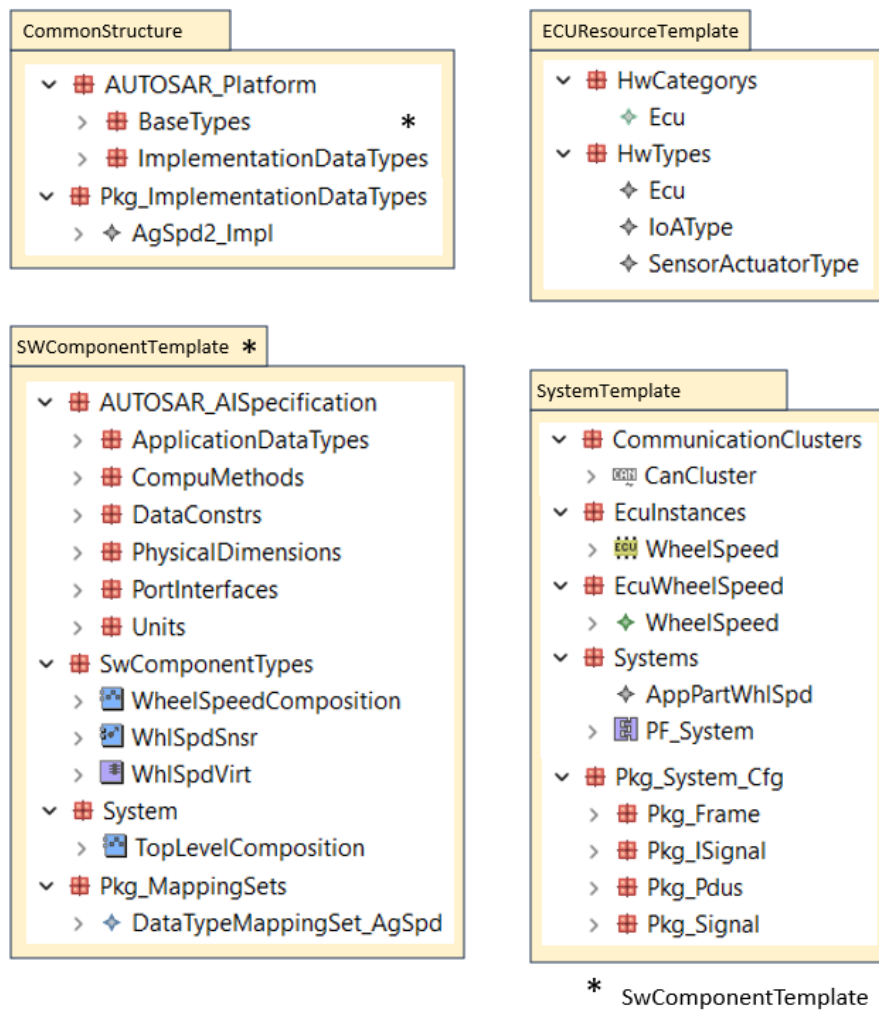 CommonStructure
AUTOSAR_Platform
BaseTypes *
ImplementationDataTypes
Pkg_ImplementationDataTypes
AgSpd2_Impl
ECUResourceTemplate
HwCategorys
Ecu
HwTypes
Ecu
IoAType
SensorActuatorType
SWComponentTemplate *
AUTOSAR_AISpecification
ApplicationDataTypes
CompuMethods
DataConstrs
PhysicalDimensions
PortInterfaces
Units
SwComponentTypes
WheelSpeedComposition
WhlSpdSnsr
WhlSpdVirt
System
TopLevelComposition
Pkg_MappingSets
DataTypeMappingSet_AgSpd
SystemTemplate
CommunicationClusters
CAN CanCluster
EcuInstances
ECU WheelSpeed
EcuWheelSpeed
WheelSpeed
Systems
AppPartWhlSpd
PF_System
Pkg_System_Cfg
Pkg_Frame
Pkg_ISignal
Pkg_Pdus
Pkg_Signal
* SwComponentTemplate